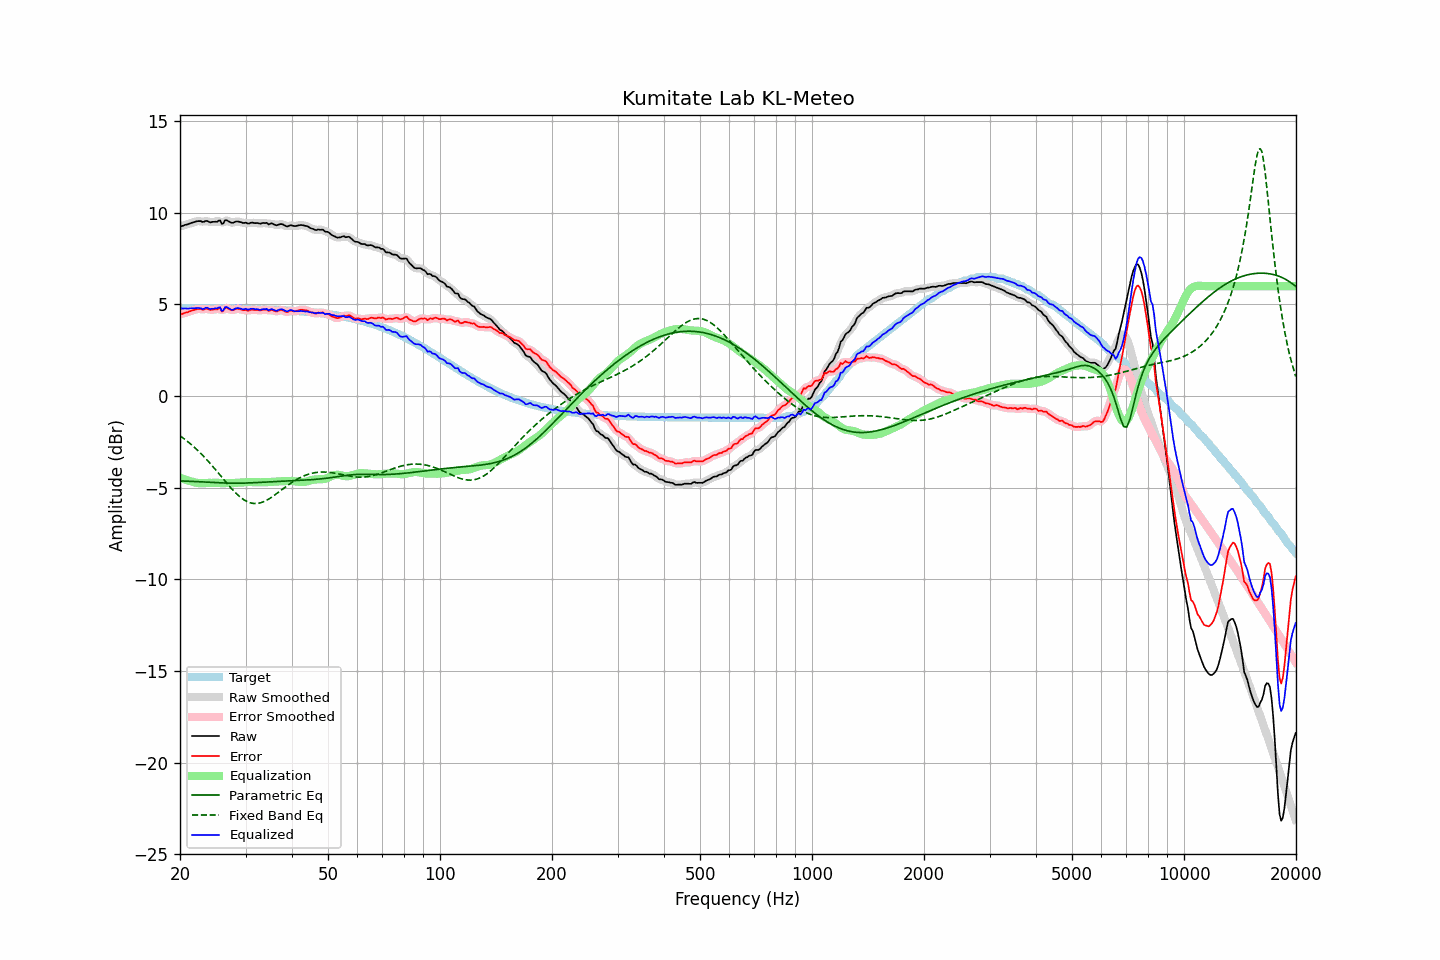 Kumitate Lab KL-Meteo
15
10
5
0
−5
−10
−15
−20
−25
Amplitude (dBr)
Target
Raw Smoothed
Error Smoothed
Raw
Error
Equalization
Parametric Eq
Fixed Band Eq
Equalized
20 50 100 200 500 1000 2000 5000 10000 20000
Frequency (Hz)